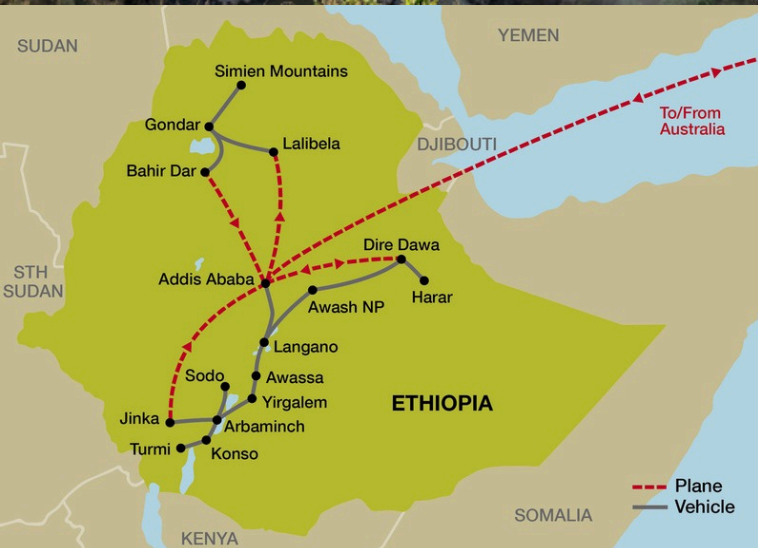 SUDAN
YEMEN
Simien Mountains
To/From
Australia
Gondar
Lalibela
DJIBOUTI
Bahir Dar
Dire Dawa
STH
SUDAN
Addis Ababa
Harar
Awash NP
Langano
Sodo
Awassa
Yirgalem
ETHIOPIA
Jinka
Arbaminch
Turmi
Konso
Plane
Vehicle
SOMALIA
KENYA